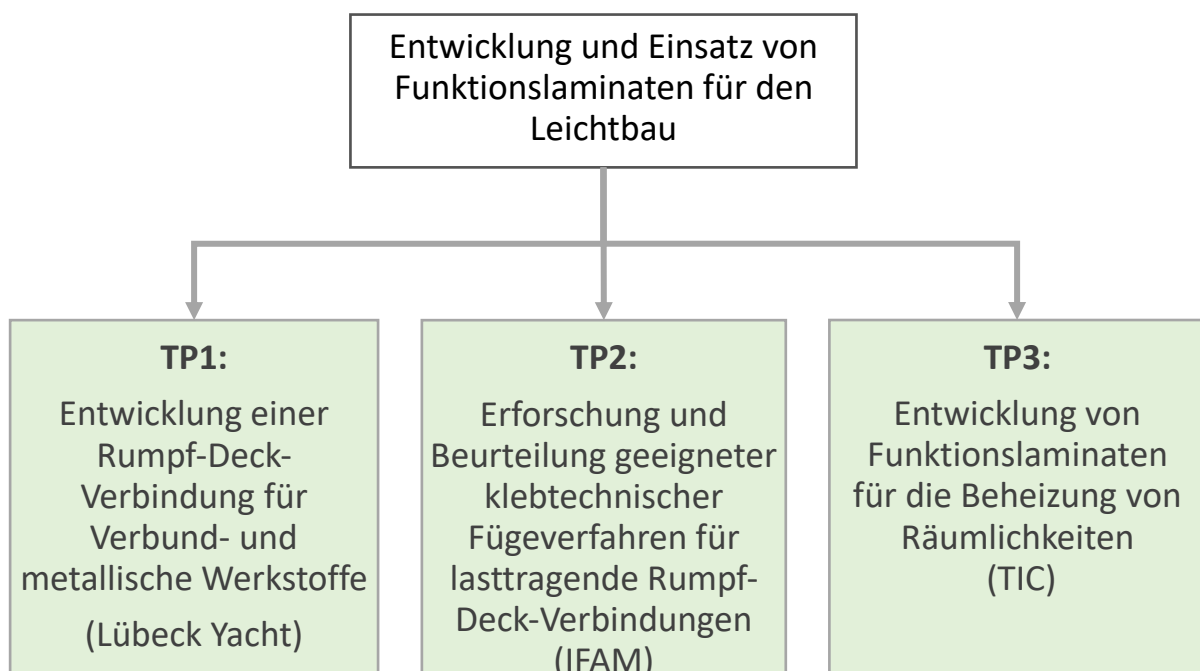 Entwicklung und Einsatz von
Funktionslaminaten für den
Leichtbau
TP1:
Entwicklung einer
Rumpf-Deck-
Verbindung für
Verbund- und
metallische Werkstoffe
(Lübeck Yacht)
TP2:
Erforschung und
Beurteilung geeigneter
klebtechnischer
Fügeverfahren für
lasttragende Rumpf-
Deck-Verbindungen
(IFAM)
TP3:
Entwicklung von
Funktionslaminaten
für die Beheizung von
Räumlichkeiten
(TIC)